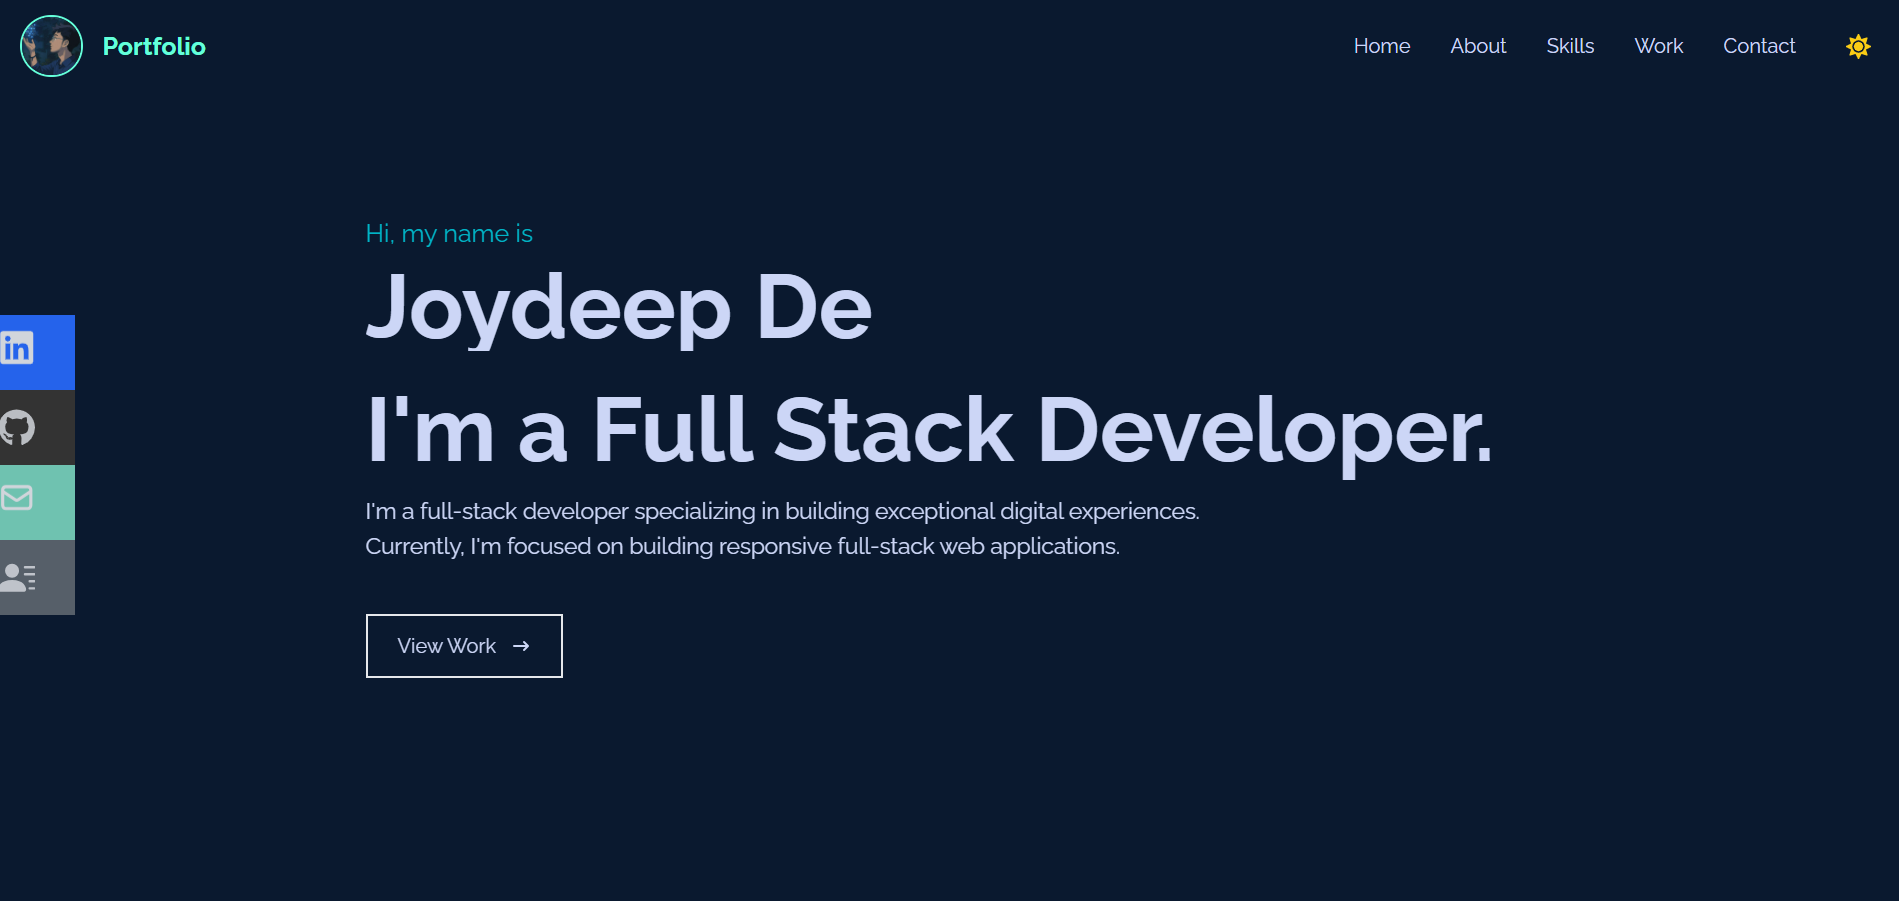 Portfolio
Home
About
Skills
Work
Contact
Hi, my name is
Joydeep De
I'm a Full Stack Developer.
I'm a full-stack developer specializing in building exceptional digital experiences.
Currently, I'm focused on building responsive full-stack web applications.
in
View Work →